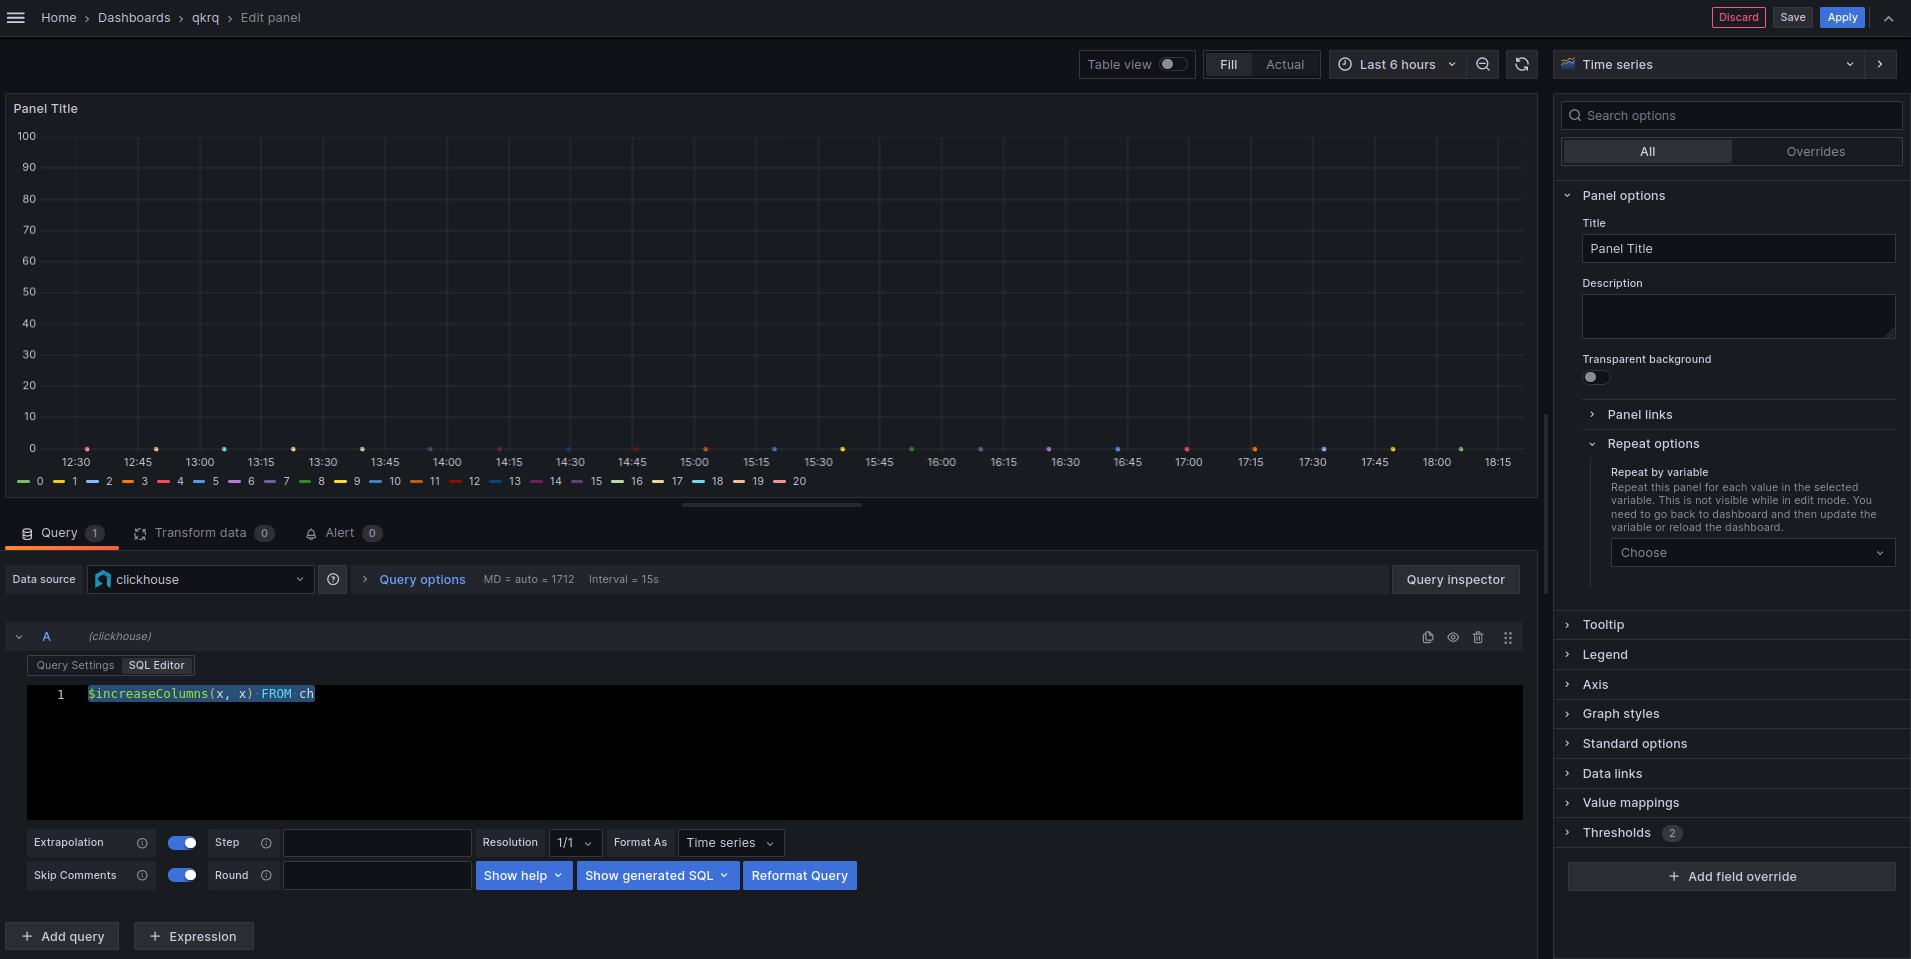 Home › Dashboards › qkrq › Edit panel
Discard Save Apply
Table view Fill Actual Last 6 hours
Time series
Panel Title
100
90
80
70
60
50
40
30
20
10
0
12:30 12:45 13:00 13:15 13:30 13:45 14:00 14:15 14:30 14:45 15:00 15:15 15:30 15:45 16:00 16:15 16:30 16:45 17:00 17:15 17:30 17:45 18:00 18:15
0 1 2 3 4 5 6 7 8 9 10 11 12 13 14 15 16 17 18 19 20
Query 1 Transform data 0 Alert 0
Data source clickhouse Query options MD = auto = 1712 Interval = 15s Query inspector
A (clickhouse)
Query Settings SQL Editor
1 $increaseColumns(x, x) FROM ch
Extrapolation Step Resolution 1/1 Format As Time series
Skip Comments Round Show help Show generated SQL Reformat Query
+ Add query + Expression
Search options
All Overrides
Panel options
Title
Panel Title
Description
Transparent background
Panel links
Repeat options
Repeat by variable
Repeat this panel for each value in the selected
variable. This is not visible while in edit mode. You
need to go back to dashboard and then update the
variable or reload the dashboard.
Choose
Tooltip
Legend
Axis
Graph styles
Standard options
Data links
Value mappings
Thresholds 2
+ Add field override